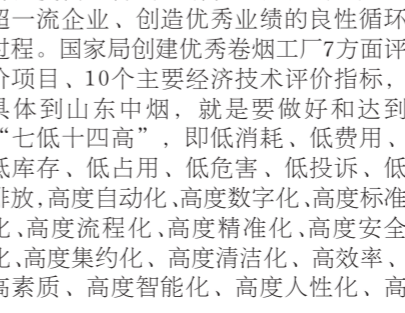 超一流企业、创造优秀业绩的良性循环
过程。国家局创建优秀卷烟工厂7方面评
价项目、10个主要经济技术评价指标，
具体到山东中烟，就是要做好和达到
“七低十四高”，即低消耗、低费用、
低库存、低占用、低危害、低投诉、低
排放，高度自动化、高度数字化、高度标准
化、高度流程化、高度精准化、高度安全
化、高度集约化、高度清洁化、高效率、
高素质、高度智能化、高度人性化、高